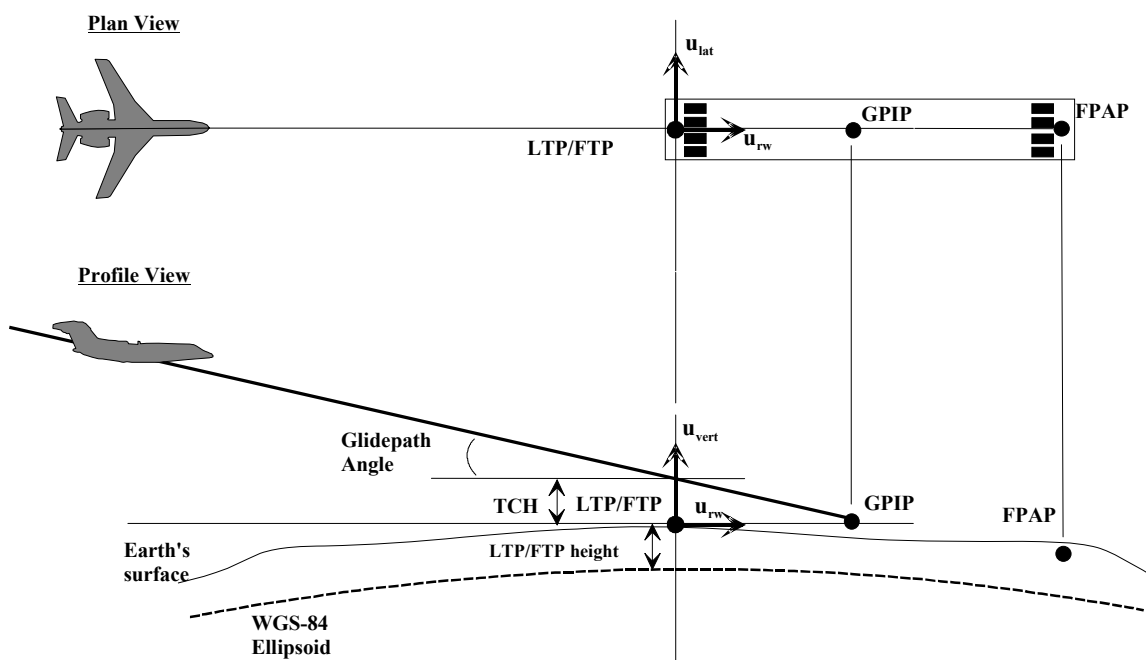 Plan View
u_lat
GPIP
FPAP
LTP/FTP
u_rw
Profile View
u_vert
Glidepath
Angle
TCH
LTP/FTP
u_rw
GPIP
FPAP
Earth's
surface
LTP/FTP height
WGS-84
Ellipsoid